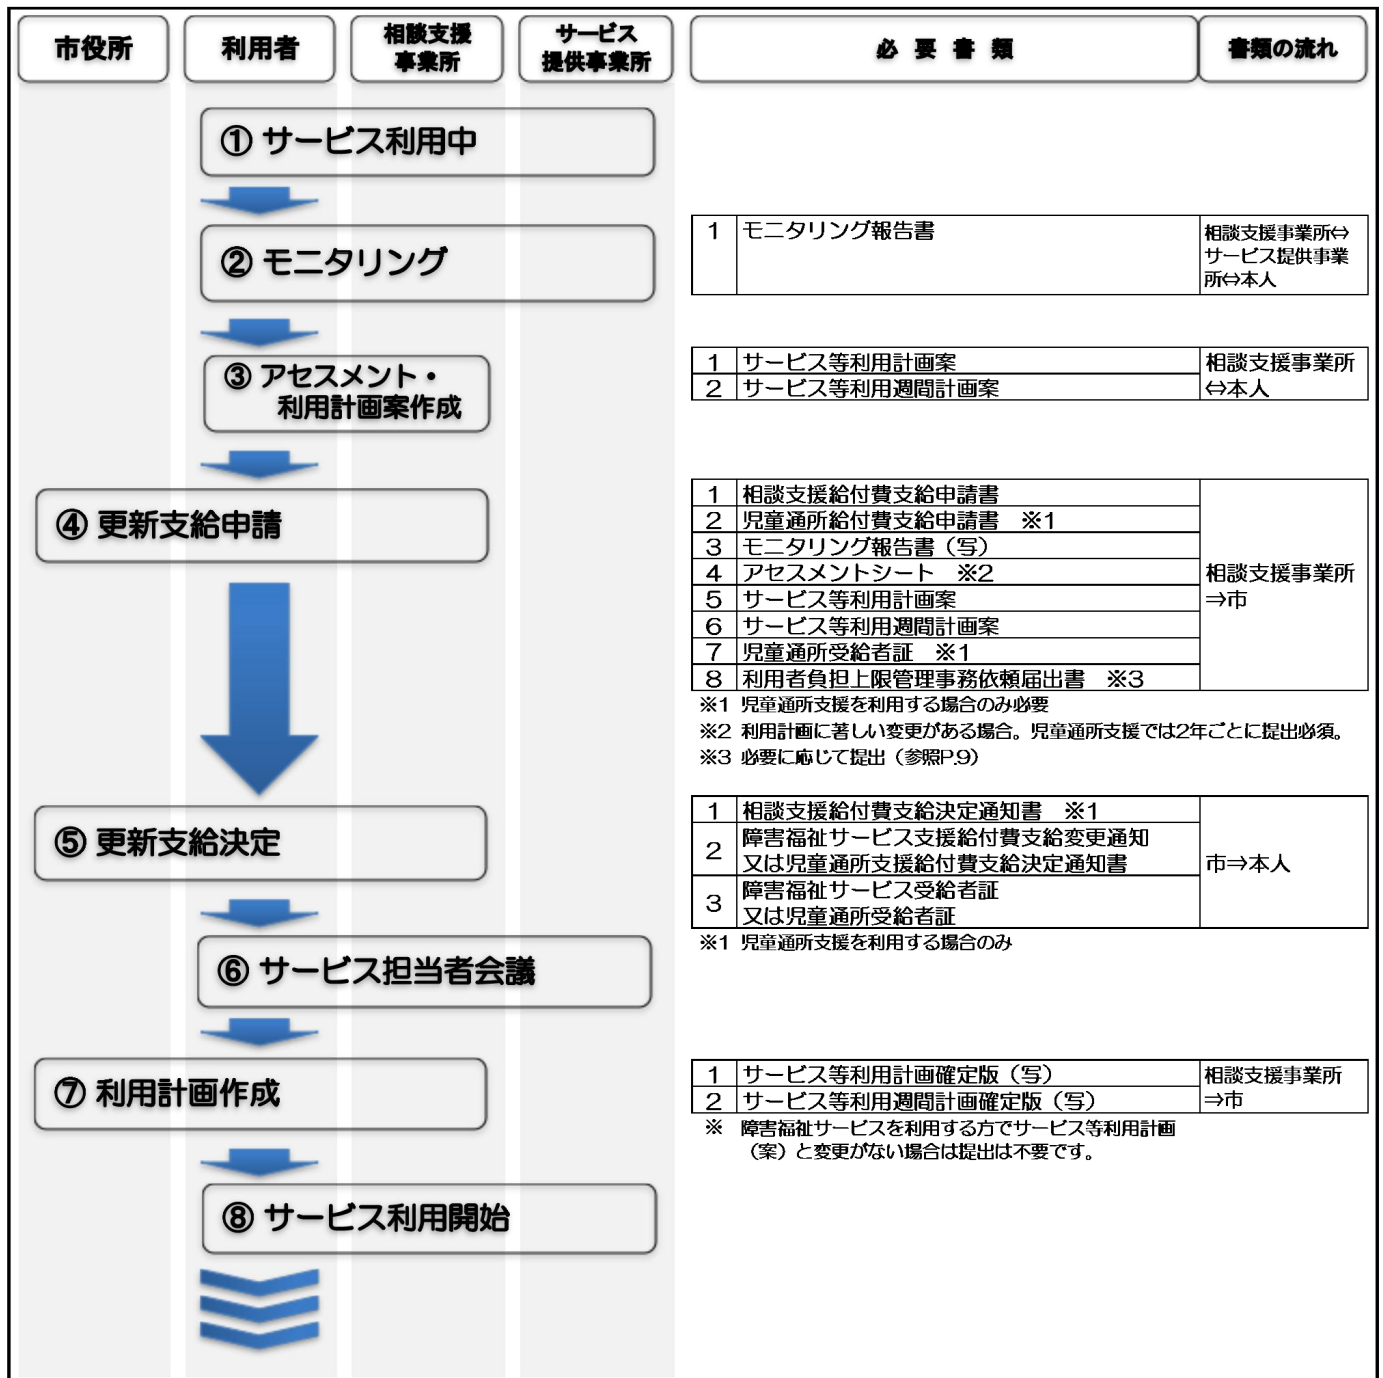 市役所
利用者
相談支援
事業所
サービス
提供事業所
必要書類
書類の流れ
① サービス利用中
② モニタリング
1 モニタリング報告書
相談支援事業所⇔
サービス提供事業
所⇔本人
③ アセスメント・
利用計画案作成
1 サービス等利用計画案
2 サービス等利用週間計画案
相談支援事業所
⇔本人
④ 更新支給申請
1 相談支援給付費支給申請書
2 児童通所給付費支給申請書 ※1
3 モニタリング報告書（写）
4 アセスメントシート ※2
5 サービス等利用計画案
6 サービス等利用週間計画案
7 児童通所受給者証 ※1
8 利用者負担上限管理事務依頼届出書 ※3
相談支援事業所
⇒市
※1 児童通所支援を利用する場合のみ必要
※2 利用計画に著しい変更がある場合。児童通所支援では2年ごとに提出必須。
※3 必要に応じて提出（参照P.9）
⑤ 更新支給決定
1 相談支援給付費支給決定通知書 ※1
2 障害福祉サービス支援給付費支給変更通知
又は児童通所支援給付費支給決定通知書
3 障害福祉サービス受給者証
又は児童通所受給者証
市⇒本人
※1 児童通所支援を利用する場合のみ
⑥ サービス担当者会議
⑦ 利用計画作成
1 サービス等利用計画確定版（写）
2 サービス等利用週間計画確定版（写）
相談支援事業所
⇒市
※ 障害福祉サービスを利用する方でサービス等利用計画
（案）と変更がない場合は提出は不要です。
⑧ サービス利用開始